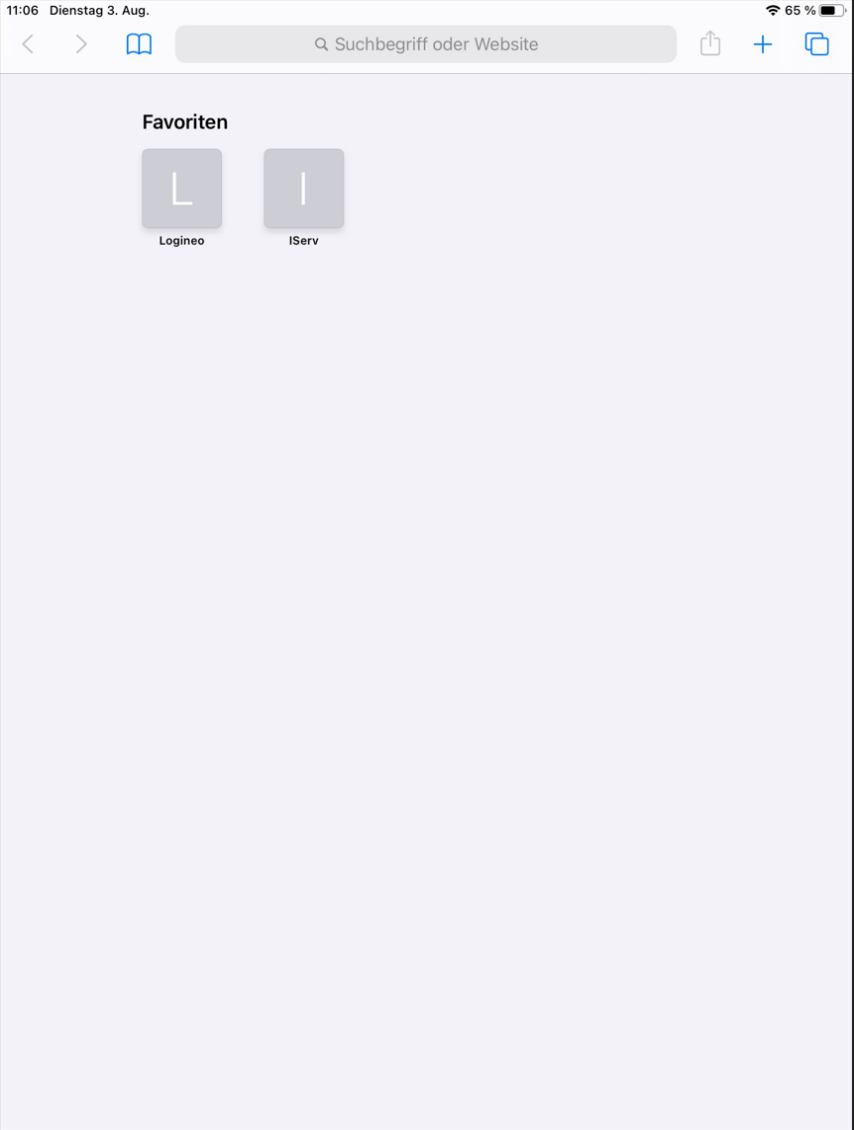 11:06 Dienstag 3. Aug. 65 %
Suchbegriff oder Website
Favoriten
L I
Logineo IServ